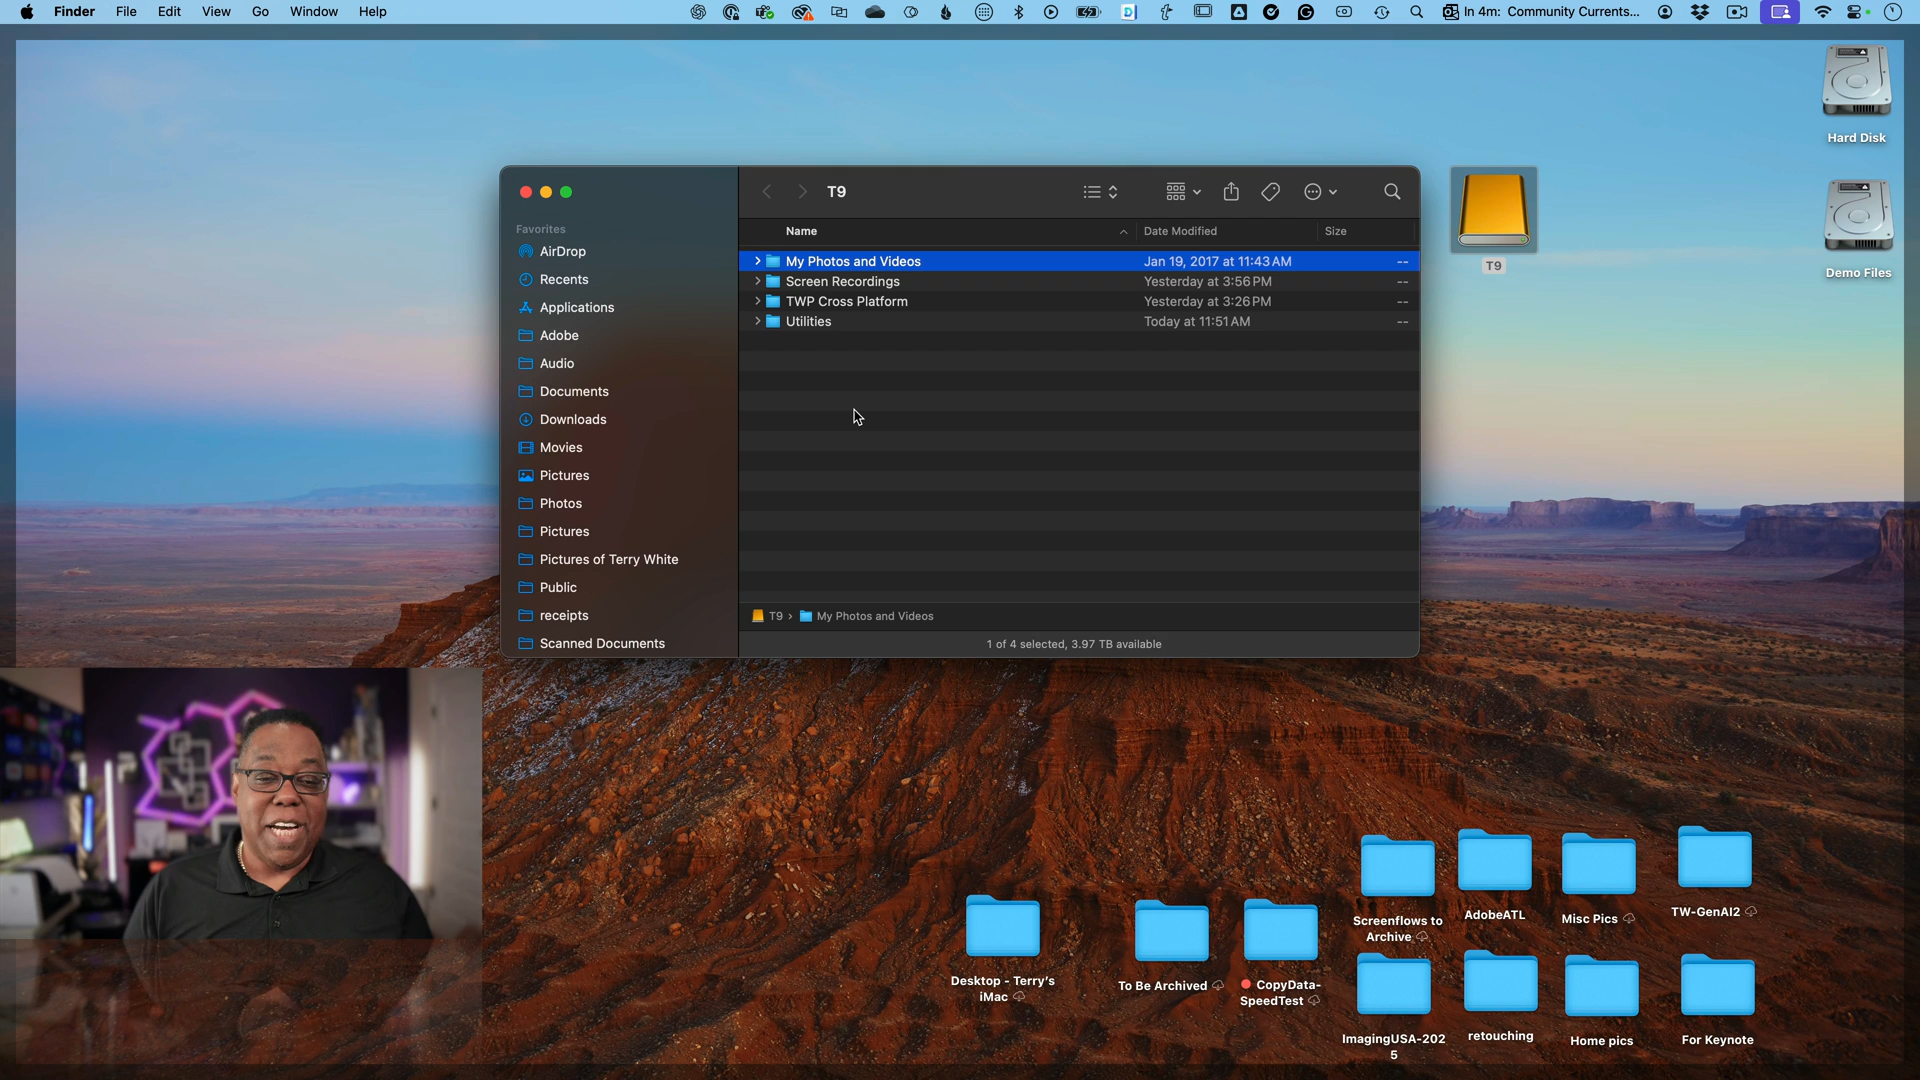 Finder File Edit View Go Window Help In 4m: Community Currents...
Hard Disk
Demo Files
T9
T9
Name Date Modified Size
My Photos and Videos Jan 19, 2017 at 11:43 AM --
Screen Recordings Yesterday at 3:56 PM --
TWP Cross Platform Yesterday at 3:26 PM --
Utilities Today at 11:51 AM --
Favorites
AirDrop
Recents
Applications
Adobe
Audio
Documents
Downloads
Movies
Pictures
Photos
Pictures
Pictures of Terry White
Public
receipts
Scanned Documents
T9 › My Photos and Videos
1 of 4 selected, 3.97 TB available
Desktop - Terry's
iMac
To Be Archived
CopyData-
SpeedTest
Screenflows to
Archive
AdobeATL
Misc Pics
TW-GenAI2
ImagingUSA-202
5
retouching
Home pics
For Keynote